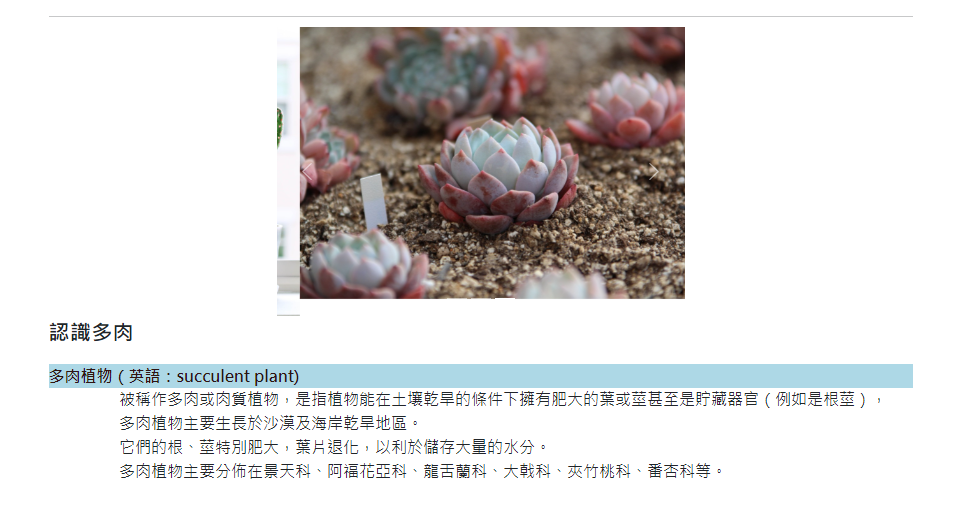 認識多肉
多肉植物 ( 英語：succulent plant)
被稱作多肉或肉質植物，是指植物能在土壤乾旱的條件下擁有肥大的葉或莖甚至是貯藏器官（例如是根莖），
多肉植物主要生長於沙漠及海岸乾旱地區。
它們的根、莖特別肥大，葉片退化，以利於儲存大量的水分。
多肉植物主要分佈在景天科、阿福花亞科、龍舌蘭科、大戟科、夾竹桃科、番杏科等。